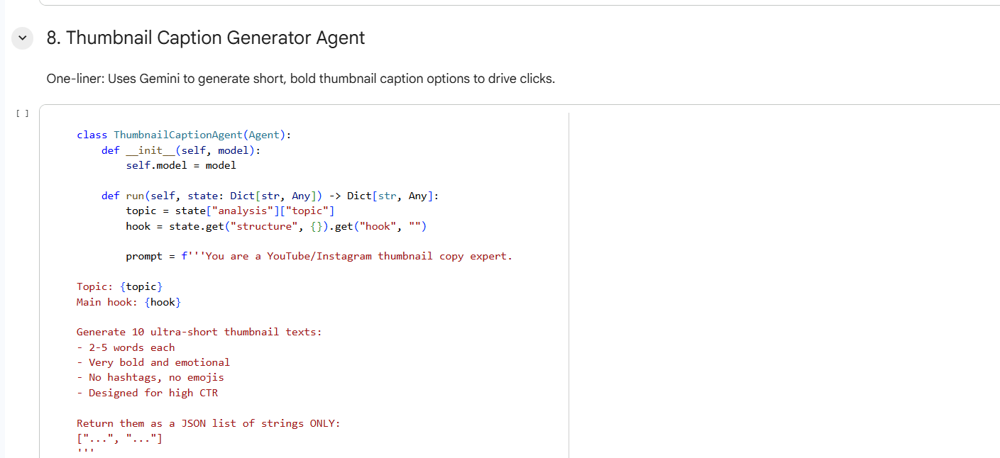 8. Thumbnail Caption Generator Agent
One-liner: Uses Gemini to generate short, bold thumbnail caption options to drive clicks.
[ ]
class ThumbnailCaptionAgent(Agent):
    def __init__(self, model):
        self.model = model
    def run(self, state: Dict[str, Any]) -> Dict[str, Any]:
        topic = state["analysis"]["topic"]
        hook = state.get("structure", {}).get("hook", "")
        prompt = f'''You are a YouTube/Instagram thumbnail copy expert.
Topic: {topic}
Main hook: {hook}
Generate 10 ultra-short thumbnail texts:
- 2-5 words each
- Very bold and emotional
- No hashtags, no emojis
- Designed for high CTR
Return them as a JSON list of strings ONLY:
["...", "..."]
'''